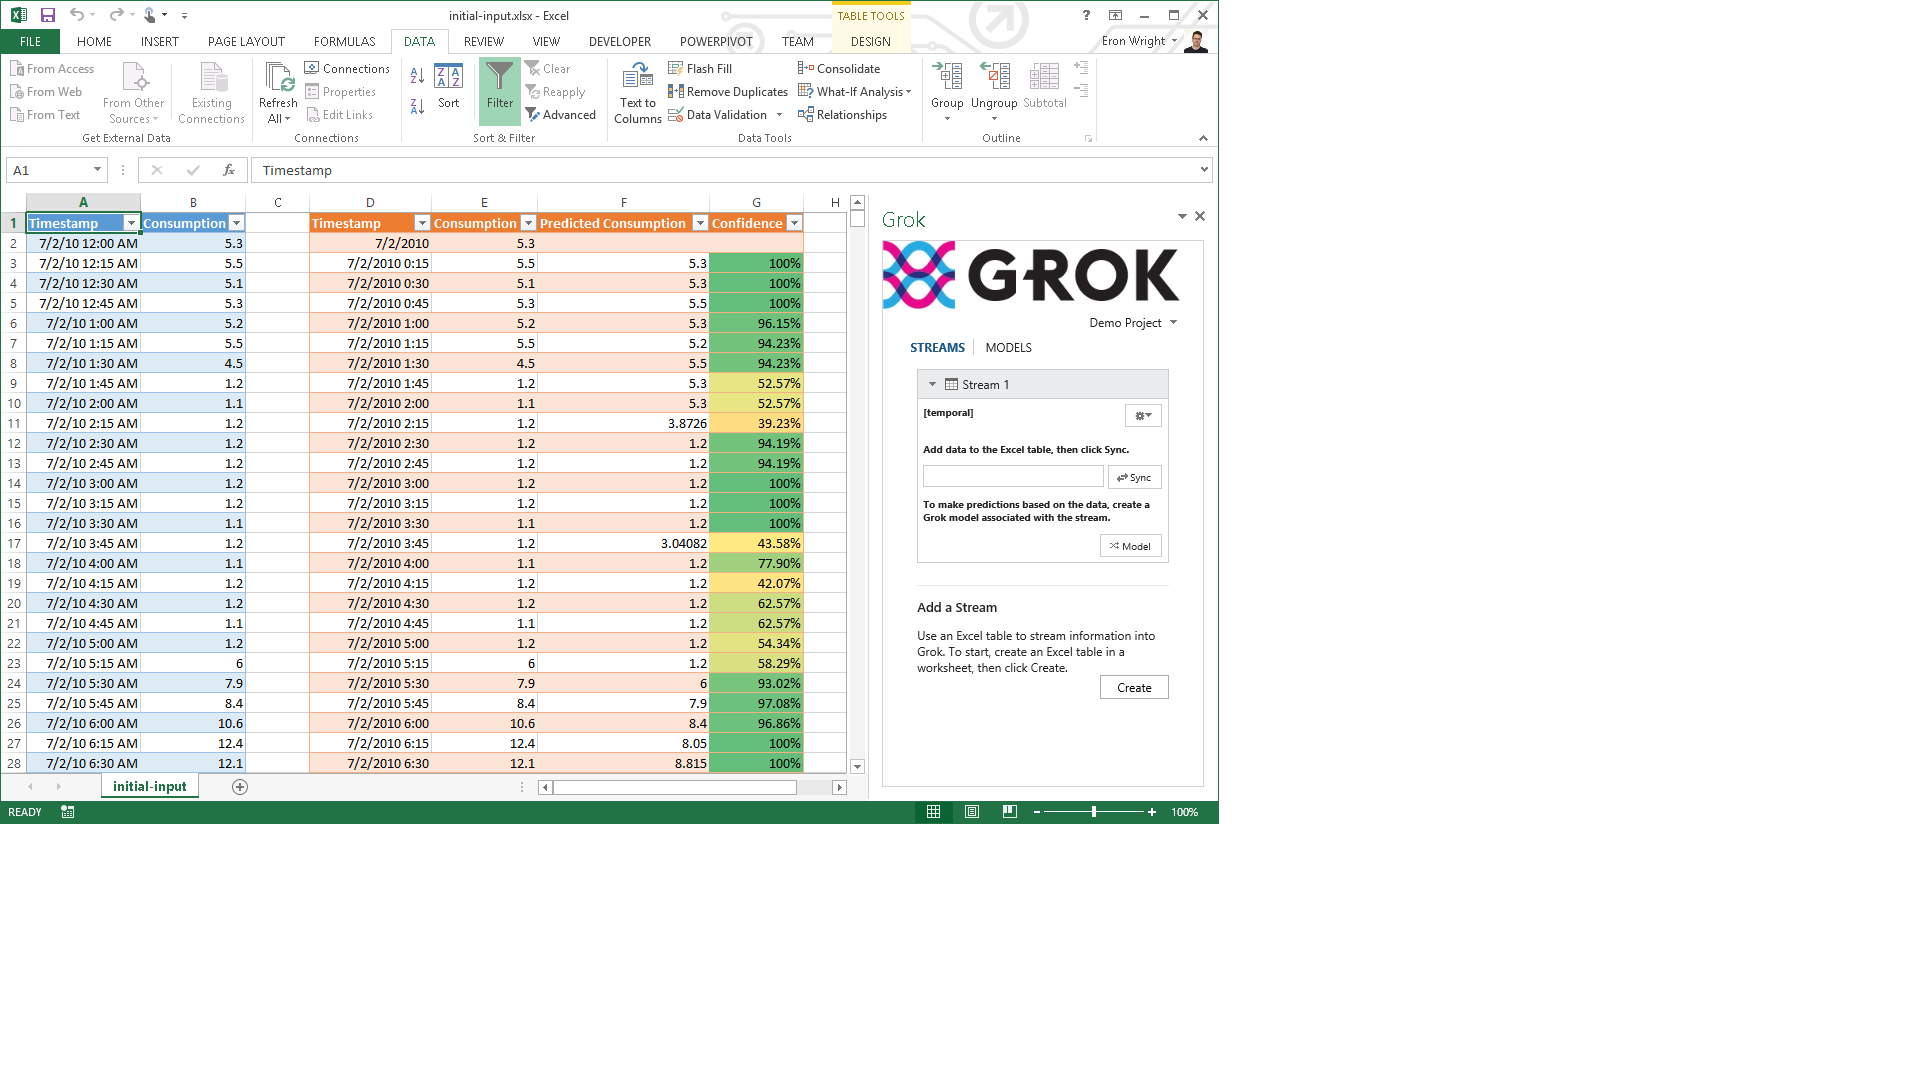 initial-input.xlsx - Excel
TABLE TOOLS
?
FILE HOME INSERT PAGE LAYOUT FORMULAS DATA REVIEW VIEW DEVELOPER POWERPIVOT TEAM DESIGN Eron Wright
From Access
From Web
From Text
From Other Sources
Existing Connections
Get External Data
Refresh All
Connections
Properties
Edit Links
Connections
Sort
Filter
Clear
Reapply
Advanced
Sort & Filter
Text to Columns
Flash Fill
Remove Duplicates
Data Validation
Consolidate
What-If Analysis
Relationships
Data Tools
Group
Ungroup
Subtotal
Outline
A1 fx Timestamp
A B C D E F G H
1 Timestamp Consumption Timestamp Consumption Predicted Consumption Confidence
2 7/2/10 12:00 AM 5.3 7/2/2010 5.3
3 7/2/10 12:15 AM 5.5 7/2/2010 0:15 5.5 5.3 100%
4 7/2/10 12:30 AM 5.1 7/2/2010 0:30 5.1 5.3 100%
5 7/2/10 12:45 AM 5.3 7/2/2010 0:45 5.3 5.5 100%
6 7/2/10 1:00 AM 5.2 7/2/2010 1:00 5.2 5.3 96.15%
7 7/2/10 1:15 AM 5.5 7/2/2010 1:15 5.5 5.2 94.23%
8 7/2/10 1:30 AM 4.5 7/2/2010 1:30 4.5 5.5 94.23%
9 7/2/10 1:45 AM 1.2 7/2/2010 1:45 1.2 5.3 52.57%
10 7/2/10 2:00 AM 1.1 7/2/2010 2:00 1.1 5.3 52.57%
11 7/2/10 2:15 AM 1.2 7/2/2010 2:15 1.2 3.8726 39.23%
12 7/2/10 2:30 AM 1.2 7/2/2010 2:30 1.2 1.2 94.19%
13 7/2/10 2:45 AM 1.2 7/2/2010 2:45 1.2 1.2 94.19%
14 7/2/10 3:00 AM 1.2 7/2/2010 3:00 1.2 1.2 100%
15 7/2/10 3:15 AM 1.2 7/2/2010 3:15 1.2 1.2 100%
16 7/2/10 3:30 AM 1.1 7/2/2010 3:30 1.1 1.2 100%
17 7/2/10 3:45 AM 1.2 7/2/2010 3:45 1.2 3.04082 43.58%
18 7/2/10 4:00 AM 1.1 7/2/2010 4:00 1.1 1.2 77.90%
19 7/2/10 4:15 AM 1.2 7/2/2010 4:15 1.2 1.2 42.07%
20 7/2/10 4:30 AM 1.2 7/2/2010 4:30 1.2 1.2 62.57%
21 7/2/10 4:45 AM 1.1 7/2/2010 4:45 1.1 1.2 62.57%
22 7/2/10 5:00 AM 1.2 7/2/2010 5:00 1.2 1.2 54.34%
23 7/2/10 5:15 AM 6 7/2/2010 5:15 6 1.2 58.29%
24 7/2/10 5:30 AM 7.9 7/2/2010 5:30 7.9 6 93.02%
25 7/2/10 5:45 AM 8.4 7/2/2010 5:45 8.4 7.9 97.08%
26 7/2/10 6:00 AM 10.6 7/2/2010 6:00 10.6 8.4 96.86%
27 7/2/10 6:15 AM 12.4 7/2/2010 6:15 12.4 8.05 100%
28 7/2/10 6:30 AM 12.1 7/2/2010 6:30 12.1 8.815 100%
Grok
GROK
Demo Project
STREAMS MODELS
Stream 1
[temporal]
Add data to the Excel table, then click Sync.
Sync
To make predictions based on the data, create a
Grok model associated with the stream.
Model
Add a Stream
Use an Excel table to stream information into
Grok. To start, create an Excel table in a
worksheet, then click Create.
Create
initial-input
READY
100%